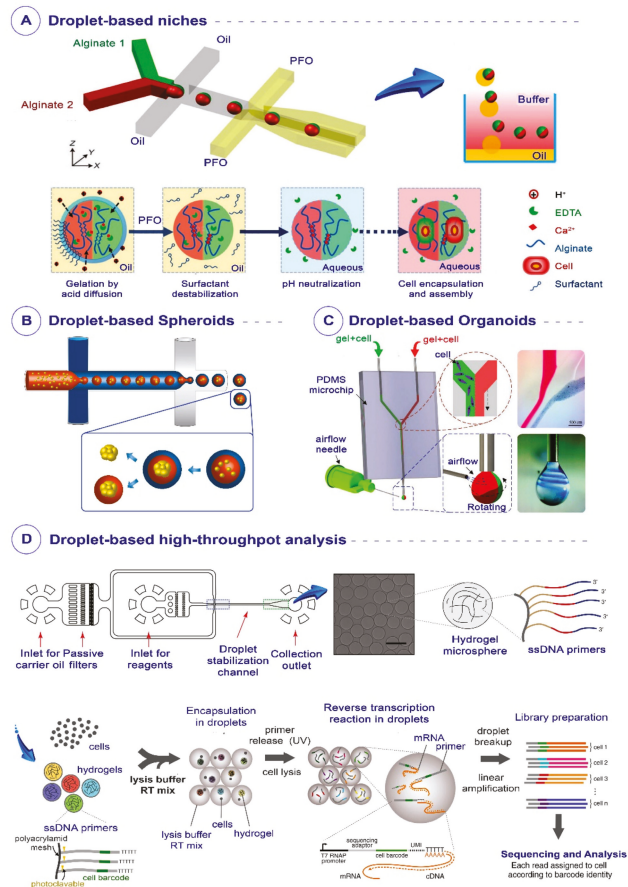 A Droplet-based niches
Alginate 1
Oil
PFO
Alginate 2
Buffer
Oil
PFO
Oil
Z
Y
X
PFO
Oil
Oil
Aqueous
Aqueous
Gelation by
acid diffusion
Surfactant
destabilization
pH neutralization
Cell encapsulation
and assembly
H⁺
EDTA
Ca²⁺
Alginate
Cell
Surfactant
B Droplet-based Spheroids
C Droplet-based Organoids
gel+cell
gel+cell
cell
PDMS
microchip
airflow
needle
airflow
Rotating
D Droplet-based high-throughpot analysis
Inlet for
carrier oil
Passive
filters
Inlet for
reagents
Droplet
stabilization
channel
Collection
outlet
Hydrogel
microsphere
3'
3'
3'
3'
3'
ssDNA primers
cells
hydrogels
ssDNA primers
polyacrylamid
mesh
TTTTT
TTTTT
TTTTT
cell barcode
photoclavable
lysis buffer
RT mix
Encapsulation
in droplets
lysis buffer
RT mix
cells
hydrogel
primer
release (UV)
cell lysis
Reverse transcription
reaction in droplets
mRNA
primer
sequencing
adaptor
UMI
TTTTT
T7 RNAP
promoter
cell barcode
mRNA
cDNA
droplet
breakup
linear
amplification
Library preparation
cell 1
cell 2
cell 3
⋮
cell n
Sequencing and Analysis
Each read assigned to cell
according to barcode identity